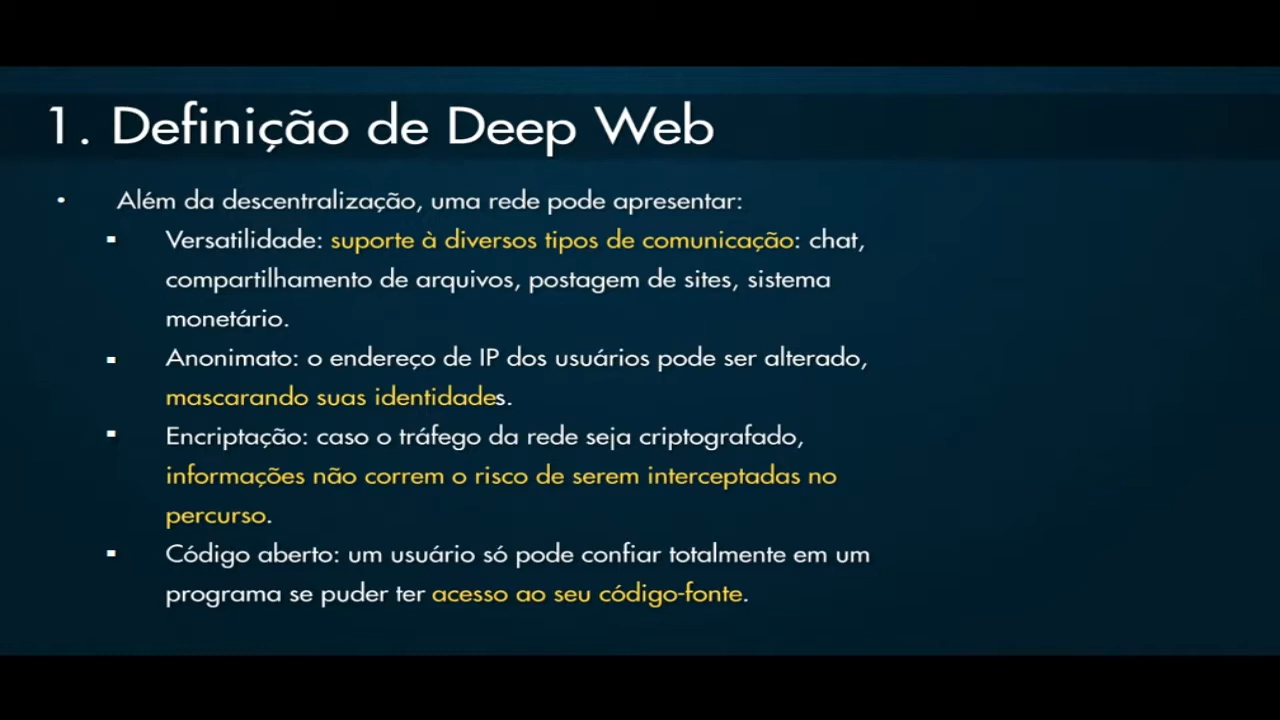 1. Definição de Deep Web
• Além da descentralização, uma rede pode apresentar:
▪ Versatilidade: suporte à diversos tipos de comunicação: chat,
compartilhamento de arquivos, postagem de sites, sistema
monetário.
▪ Anonimato: o endereço de IP dos usuários pode ser alterado,
mascarando suas identidades.
▪ Encriptação: caso o tráfego da rede seja criptografado,
informações não correm o risco de serem interceptadas no
percurso.
▪ Código aberto: um usuário só pode confiar totalmente em um
programa se puder ter acesso ao seu código-fonte.